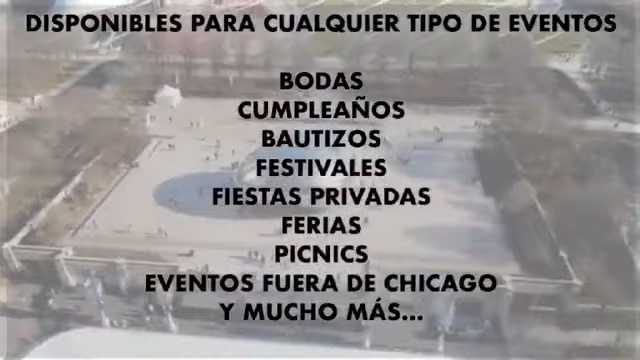 DISPONIBLES PARA CUALQUIER TIPO DE EVENTOS
BODAS
CUMPLEAÑOS
BAUTIZOS
FESTIVALES
FIESTAS PRIVADAS
FERIAS
PICNICS
EVENTOS FUERA DE CHICAGO
Y MUCHO MÁS...